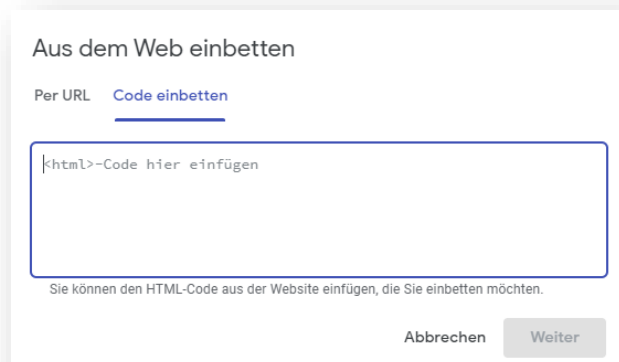 Aus dem Web einbetten
Per URL Code einbetten
<html>-Code hier einfügen
Sie können den HTML-Code aus der Website einfügen, die Sie einbetten möchten.
Abbrechen Weiter